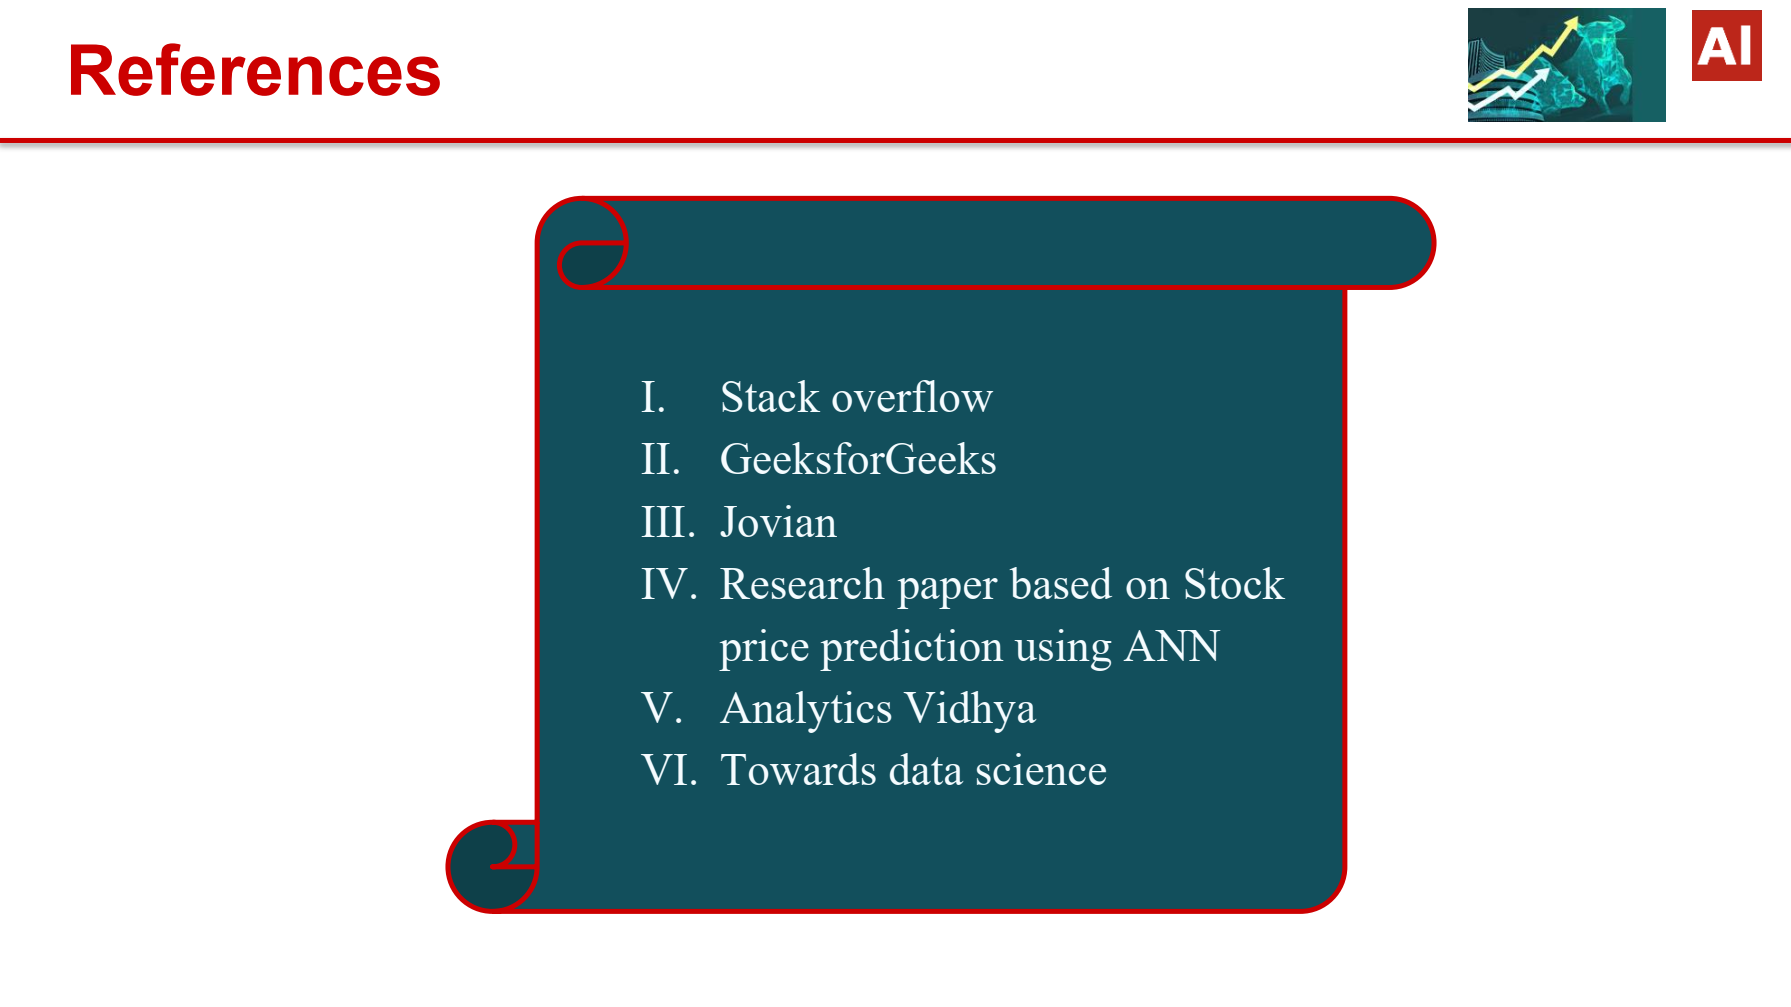 References
AI
I. Stack overflow
II. GeeksforGeeks
III. Jovian
IV. Research paper based on Stock
price prediction using ANN
V. Analytics Vidhya
VI. Towards data science